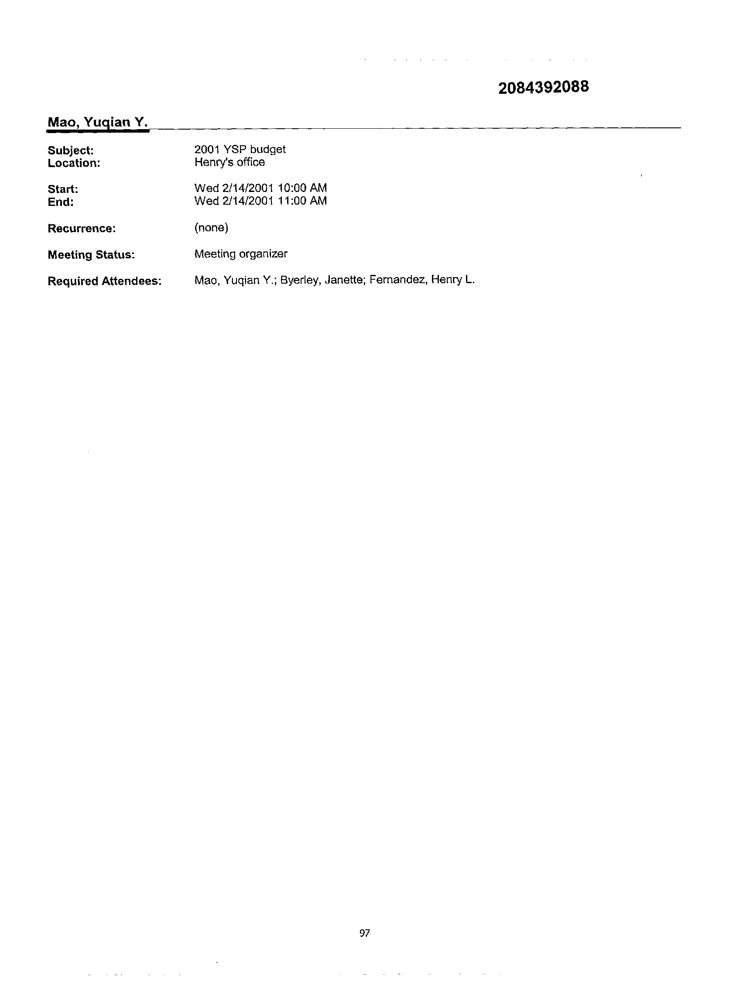 2084392088
Mao, Yuqian Y.
Subject: 2001 YSP budget
Location: Henry's office
Start: Wed 2/14/2001 10:00 AM
End: Wed 2/14/2001 11:00 AM
Recurrence: (none)
Meeting Status: Meeting organizer
Required Attendees: Mao, Yuqian Y.; Byerley, Janette; Fernandez, Henry L.
97